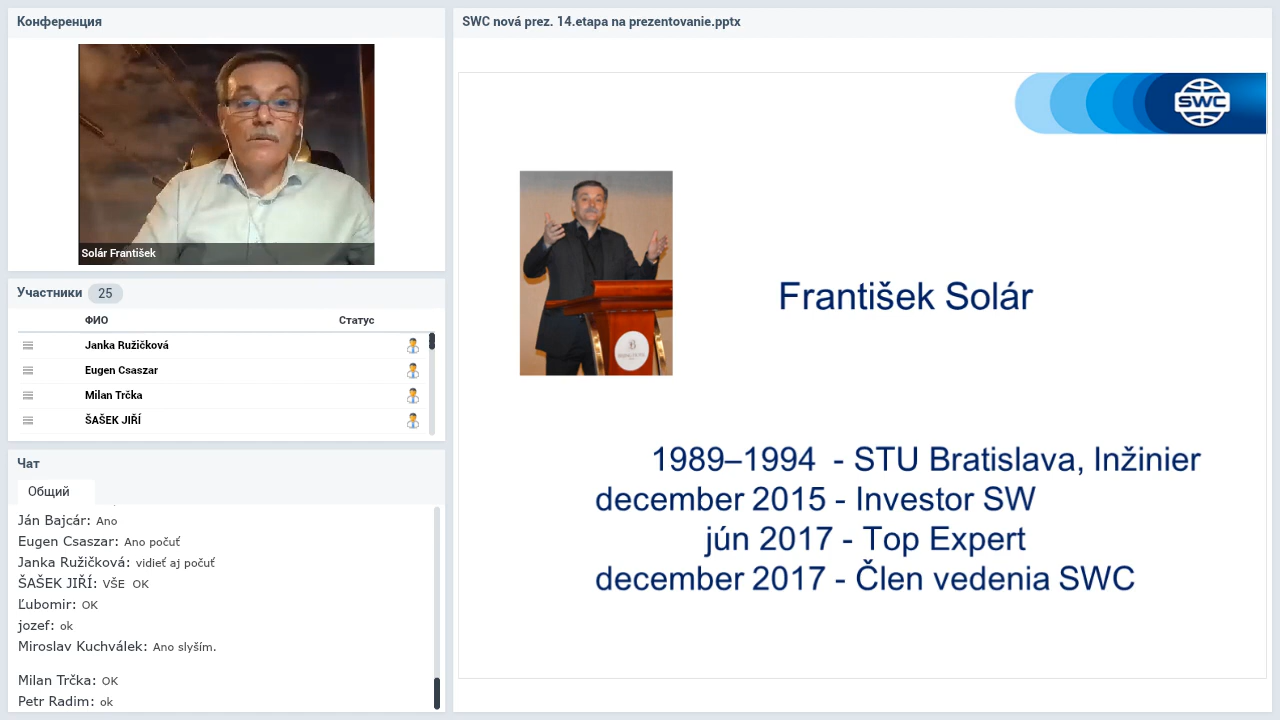 Конференция
Solár František
Участники 25
ФИО Статус
Janka Ružičková
Eugen Csaszar
Milan Trčka
ŠAŠEK JIŘÍ
Чат
Общий
Ján Bajcár: Ano
Eugen Csaszar: Ano počuť
Janka Ružičková: vidieť aj počuť
ŠAŠEK JIŘÍ: VŠE OK
Ľubomir: OK
jozef: ok
Miroslav Kuchválek: Ano slyším.
Milan Trčka: OK
Petr Radim: ok
SWC nová prez. 14.etapa na prezentovanie.pptx
SWC
František Solár
1989–1994 - STU Bratislava, Inžinier
december 2015 - Investor SW
jún 2017 - Top Expert
december 2017 - Člen vedenia SWC